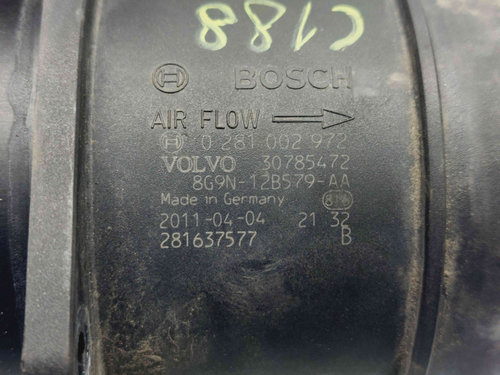 C188
BOSCH
AIR FLOW
0 281 002 972
VOLVO 30785472
8G9N-12B579-AA
Made in Germany 816
2011-04-04 21 32
281637577 B